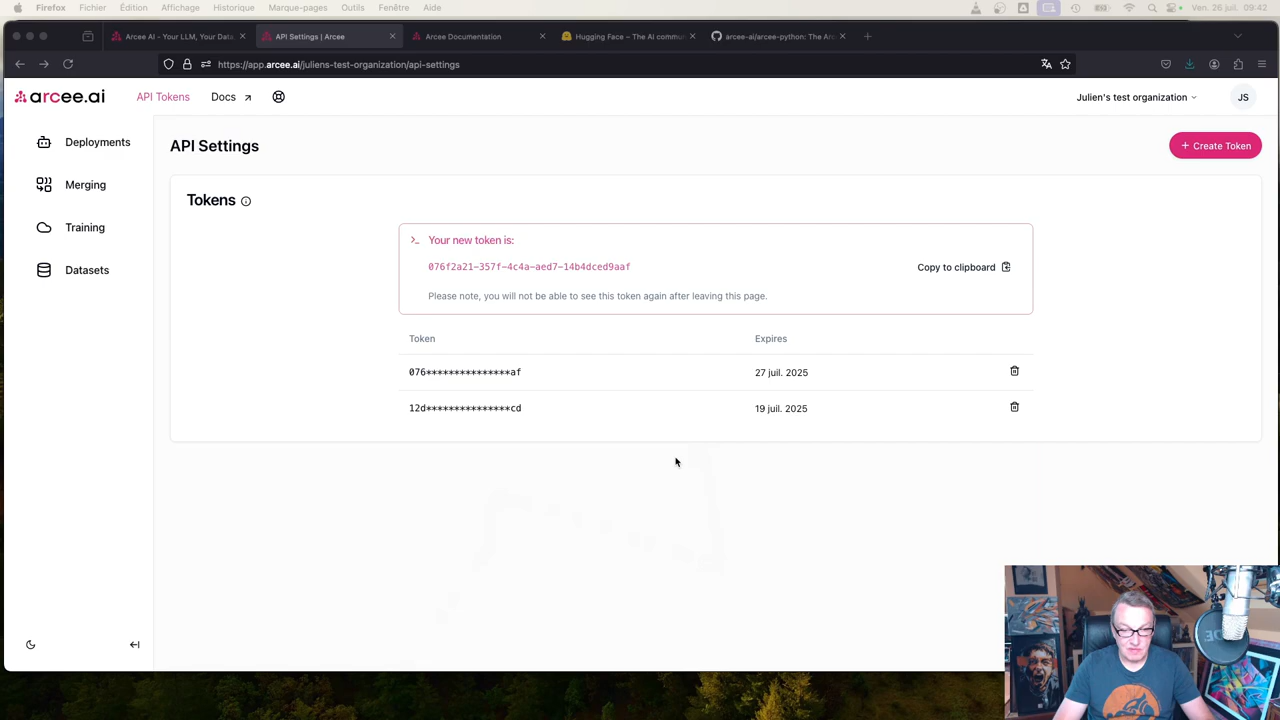 Firefox Fichier Édition Affichage Historique Marque-pages Outils Fenêtre Aide Ven. 26 juil. 09:42
Arcee AI - Your LLM, Your Data, API Settings | Arcee Arcee Documentation Hugging Face – The AI commu arcee-ai/arcee-python: The Arc
https://app.arcee.ai/juliens-test-organization/api-settings
arcee.ai API Tokens Docs Julien's test organization JS
Deployments
Merging
Training
Datasets
API Settings
+ Create Token
Tokens
Your new token is:
076f2a21-357f-4c4a-aed7-14b4dced9aaf Copy to clipboard
Please note, you will not be able to see this token again after leaving this page.
Token Expires
076***************af 27 juil. 2025
12d***************cd 19 juil. 2025